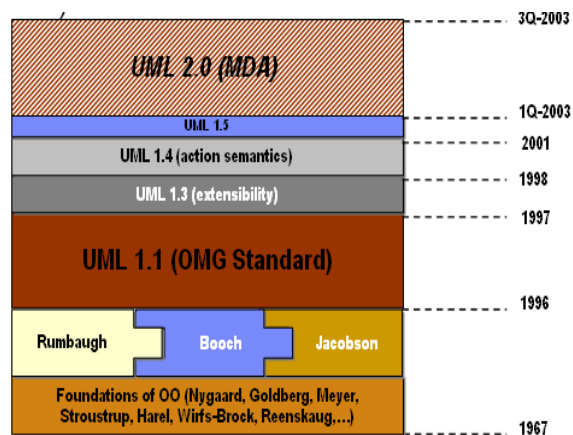 3Q-2003
UML 2.0 (MDA)
1Q-2003
UML 1.5
2001
UML 1.4 (action semantics)
1998
UML 1.3 (extensibility)
1997
UML 1.1 (OMG Standard)
1996
Rumbaugh
Booch
Jacobson
Foundations of OO (Nygaard, Goldberg, Meyer,
Stroustrup, Harel, Wirfs-Brock, Reenskaug,...)
1967